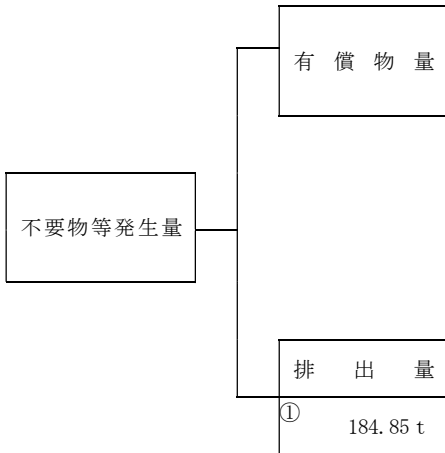 有償物量
不要物等発生量
排出量
①
184.85 t